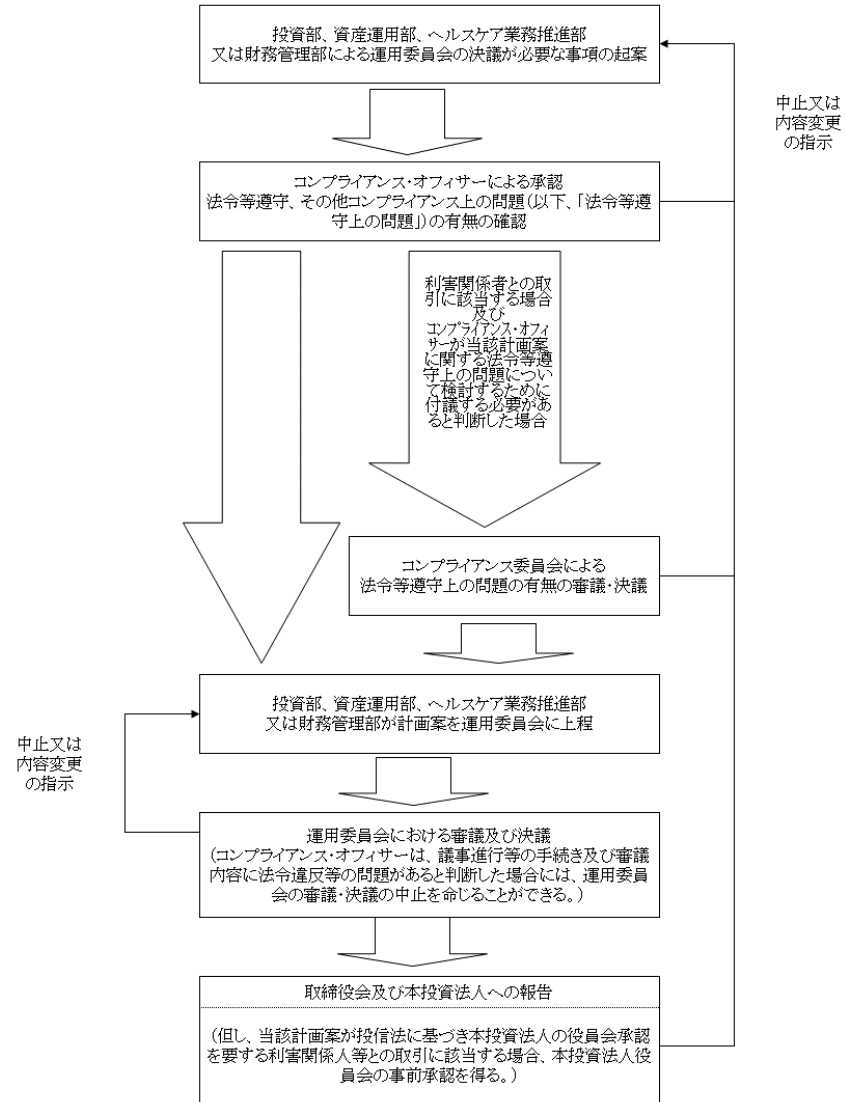 投資部、資産運用部、ヘルスケア業務推進部
又は財務管理部による運用委員会の決議が必要な事項の起案
中止又は
内容変更
の指示
コンプライアンス・オフィサーによる承認
法令等遵守、その他コンプライアンス上の問題(以下、「法令等遵
守上の問題」)の有無の確認
利害関係者との取
引に該当する場合
及び
コンプライアンス・オフィ
サーが当該計画案
に関する法令等遵
守上の問題につい
て検討するために
付議する必要があ
ると判断した場合
コンプライアンス委員会による
法令等遵守上の問題の有無の審議・決議
投資部、資産運用部、ヘルスケア業務推進部
又は財務管理部が計画案を運用委員会に上程
中止又は
内容変更
の指示
運用委員会における審議及び決議
(コンプライアンス・オフィサーは、議事進行等の手続き及び審議
内容に法令違反等の問題があると判断した場合には、運用委員
会の審議・決議の中止を命じることができる。)
取締役会及び本投資法人への報告
(但し、当該計画案が投信法に基づき本投資法人の役員会承認
を要する利害関係人等との取引に該当する場合、本投資法人役
員会の事前承認を得る。)